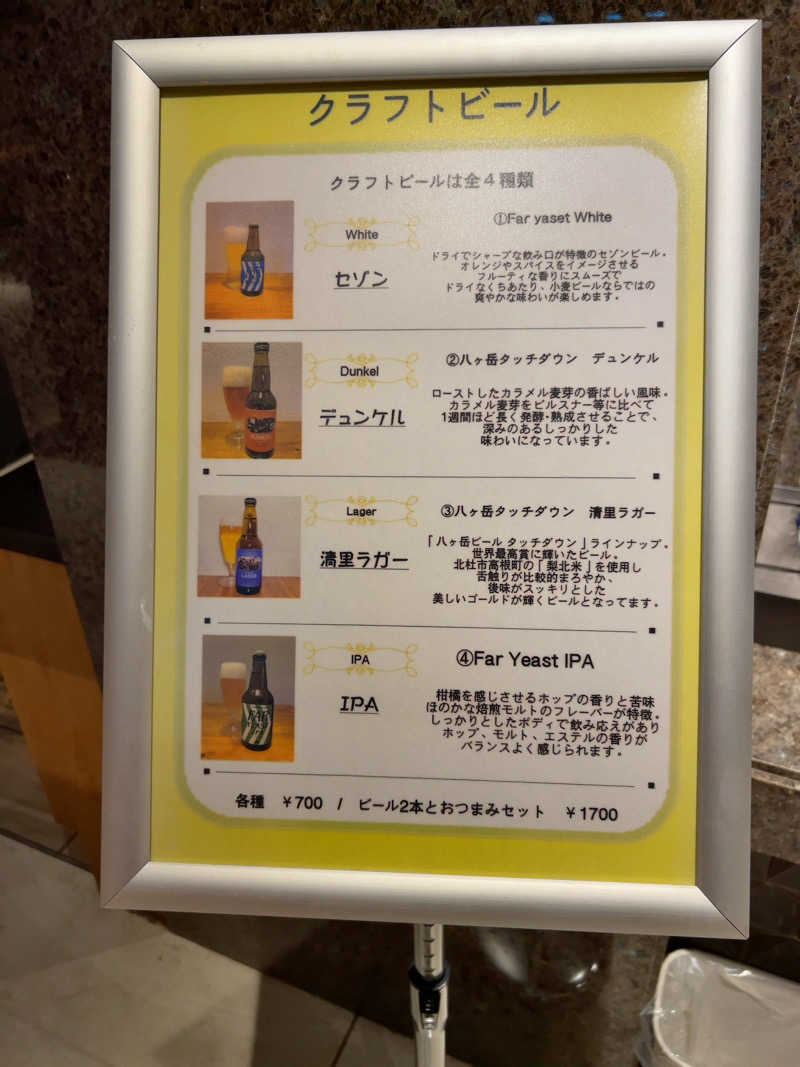 クラフトビール
クラフトビールは全４種類
White
セゾン
①Far yaset White
ドライでシャープな飲み口が特徴のセゾンビール。
オレンジやスパイスをイメージさせる
フルーティな香りにスムーズで
ドライなくちあたり、小麦ビールならではの
爽やかな味わいが楽しめます。
Dunkel
デュンケル
②八ヶ岳タッチダウン　デュンケル
ローストしたカラメル麦芽の香ばしい風味。
カラメル麦芽をピルスナー等に比べて
1週間ほど長く発酵・熟成させることで、
深みのあるしっかりした
味わいになっています。
Lager
清里ラガー
③八ヶ岳タッチダウン　清里ラガー
「八ヶ岳ビール タッチダウン」ラインナップ。
世界最高賞に輝いたビール。
北杜市高根町の「梨北米」を使用し
舌触りが比較的まろやか、
後味がスッキリとした
美しいゴールドが輝くビールとなってます。
LAGER
IPA
IPA
④Far Yeast IPA
柑橘を感じさせるホップの香りと苦味
ほのかな焙煎モルトのフレーバーが特徴。
しっかりとしたボディで飲み応えがあり
ホップ、モルト、エステルの香りが
バランスよく感じられます。
各種　￥700　/　ビール2本とおつまみセット　￥1700